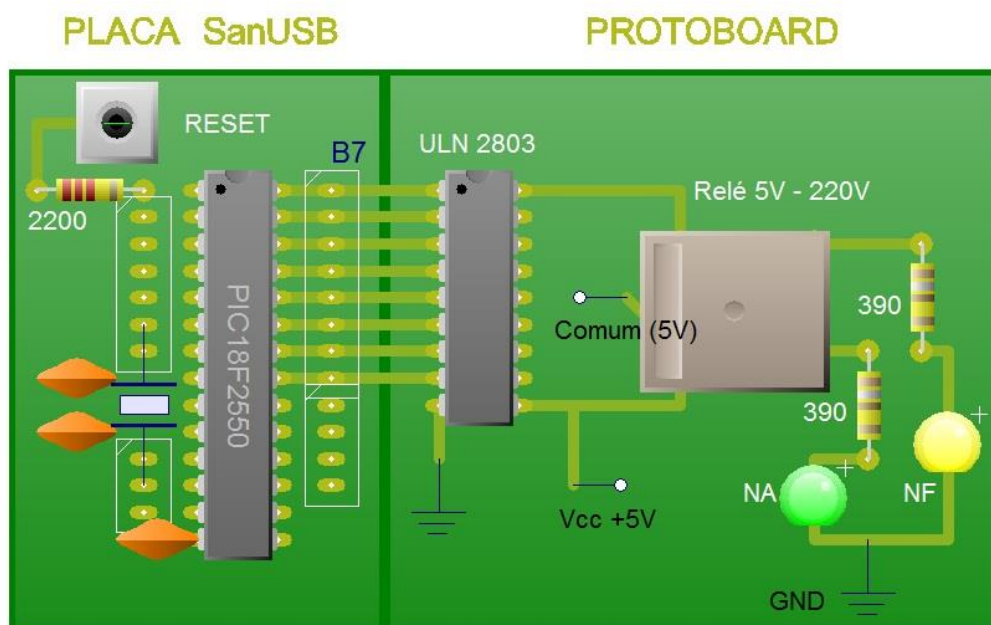 PLACA SanUSB
PROTOBOARD
RESET
B7
ULN 2803
2200
Relé 5V - 220V
PIC18F2550
Comum (5V)
390
390
NA
NF
Vcc +5V
GND